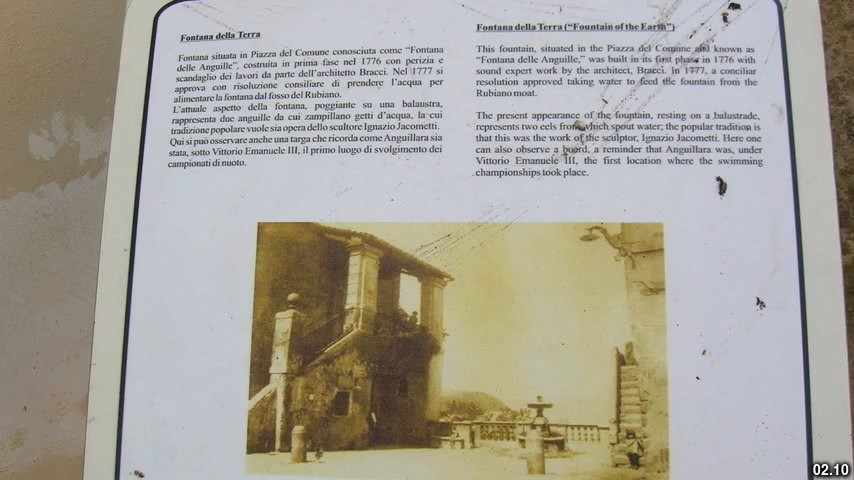 Fontana della Terra
Fontana situata in Piazza del Comune conosciuta come "Fontana
delle Anguille", costruita in prima fase nel 1776 con perizia e
scandaglio dei lavori da parte dell'architetto Bracci. Nel 1777 si
approva con risoluzione consiliare di prendere l'acqua per
alimentare la fontana dal fosso del Rubiano.
L'attuale aspetto della fontana, poggiante su una balaustra,
rappresenta due anguille da cui zampillano getti d'acqua, la cui
tradizione popolare vuole sia opera dello scultore Ignazio Jacometti.
Qui si può osservare anche una targa che ricorda come Anguillara sia
stata, sotto Vittorio Emanuele III, il primo luogo di svolgimento dei
campionati di nuoto.
Fontana della Terra ("Fountain of the Earth")
This fountain, situated in the Piazza del Comune and known as
"Fontana delle Anguille," was built in its first phase in 1776 with
sound expert work by the architect, Bracci. In 1777, a conciliar
resolution approved taking water to feed the fountain from the
Rubiano moat.
The present appearance of the fountain, resting on a balustrade,
represents two eels from which spout water; the popular tradition is
that this was the work of the sculptor, Ignazio Jacometti. Here one
can also observe a board, a reminder that Anguillara was, under
Vittorio Emanuele III, the first location where the swimming
championships took place.
02.10